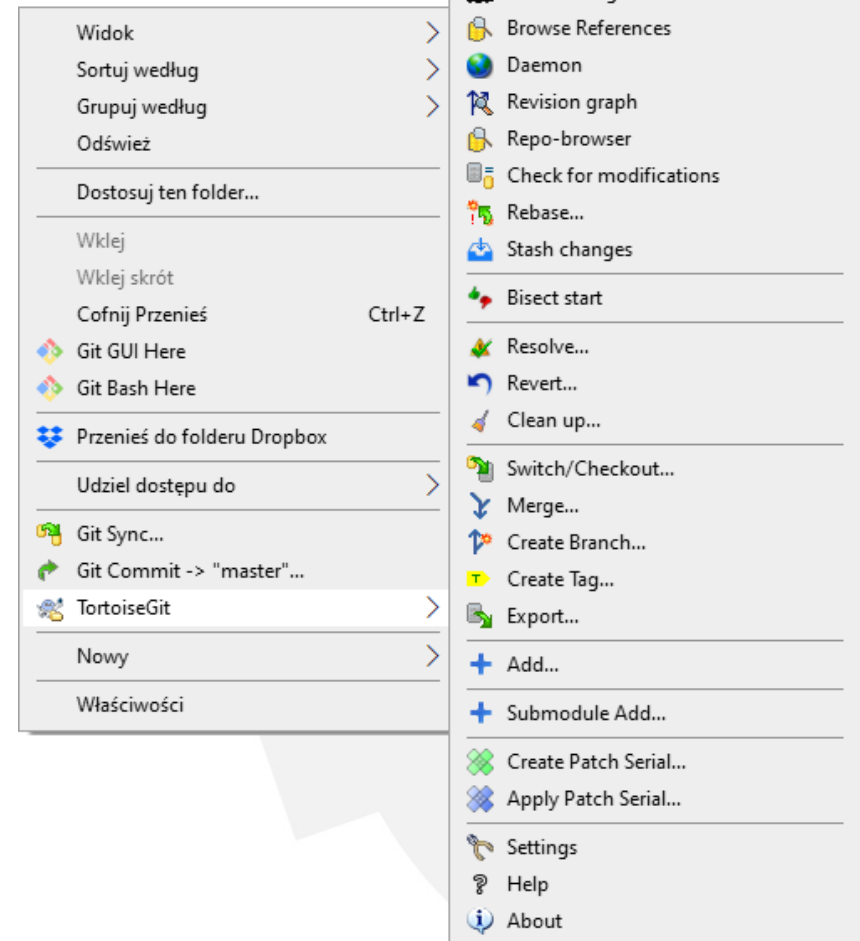 Widok
Sortuj według
Grupuj według
Odśwież
Dostosuj ten folder...
Wklej
Wklej skrót
Cofnij Przenieś Ctrl+Z
Git GUI Here
Git Bash Here
Przenieś do folderu Dropbox
Udziel dostępu do
Git Sync...
Git Commit -> "master"...
TortoiseGit
Nowy
Właściwości
Browse References
Daemon
Revision graph
Repo-browser
Check for modifications
Rebase...
Stash changes
Bisect start
Resolve...
Revert...
Clean up...
Switch/Checkout...
Merge...
Create Branch...
Create Tag...
Export...
Add...
Submodule Add...
Create Patch Serial...
Apply Patch Serial...
Settings
Help
About